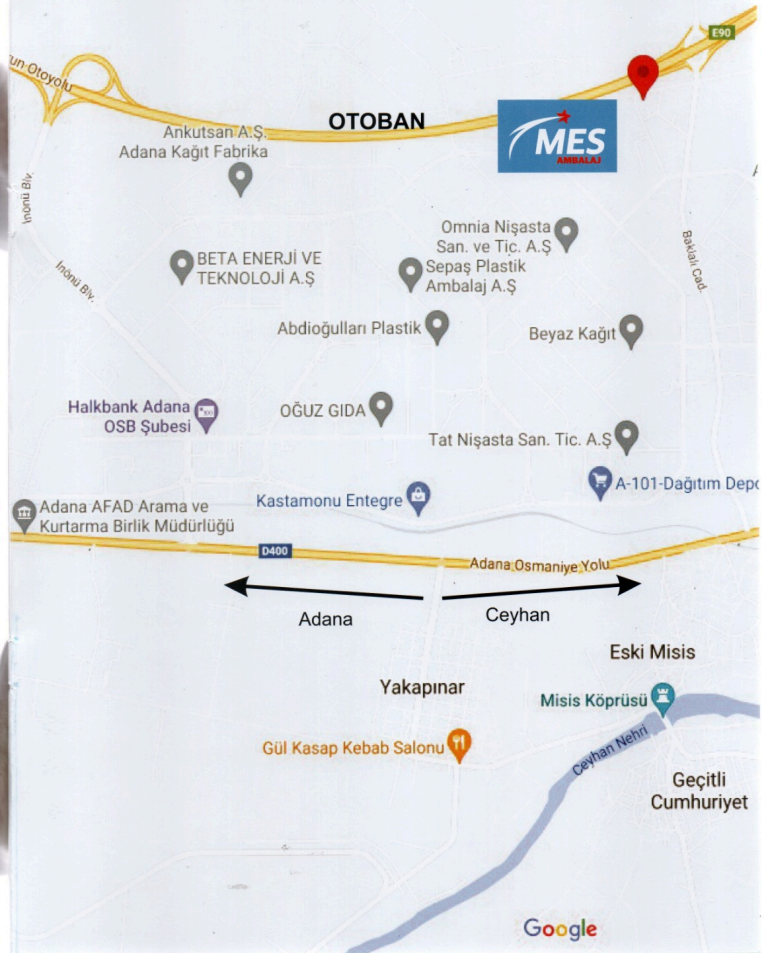 E90
un Otoyolu
OTOBAN
MES
AMBALAJ
Ankutsan A.Ş.
Adana Kağıt Fabrika
İnönü Blv.
Omnia Nişasta
San. ve Tic. A.Ş
BETA ENERJİ VE
TEKNOLOJİ A.Ş
Sepaş Plastik
Ambalaj A.Ş
Baklalı Cad.
İnönü Blv.
Abdioğulları Plastik
Beyaz Kağıt
Halkbank Adana
OSB Şubesi
OĞUZ GIDA
Tat Nişasta San. Tic. A.Ş
A-101-Dağıtım Depo
Kastamonu Entegre
Adana AFAD Arama ve
Kurtarma Birlik Müdürlüğü
D400
Adana Osmaniye Yolu
Adana
Ceyhan
Eski Misis
Yakapınar
Misis Köprüsü
Gül Kasap Kebab Salonu
Ceyhan Nehri
Geçitli
Cumhuriyet
Google